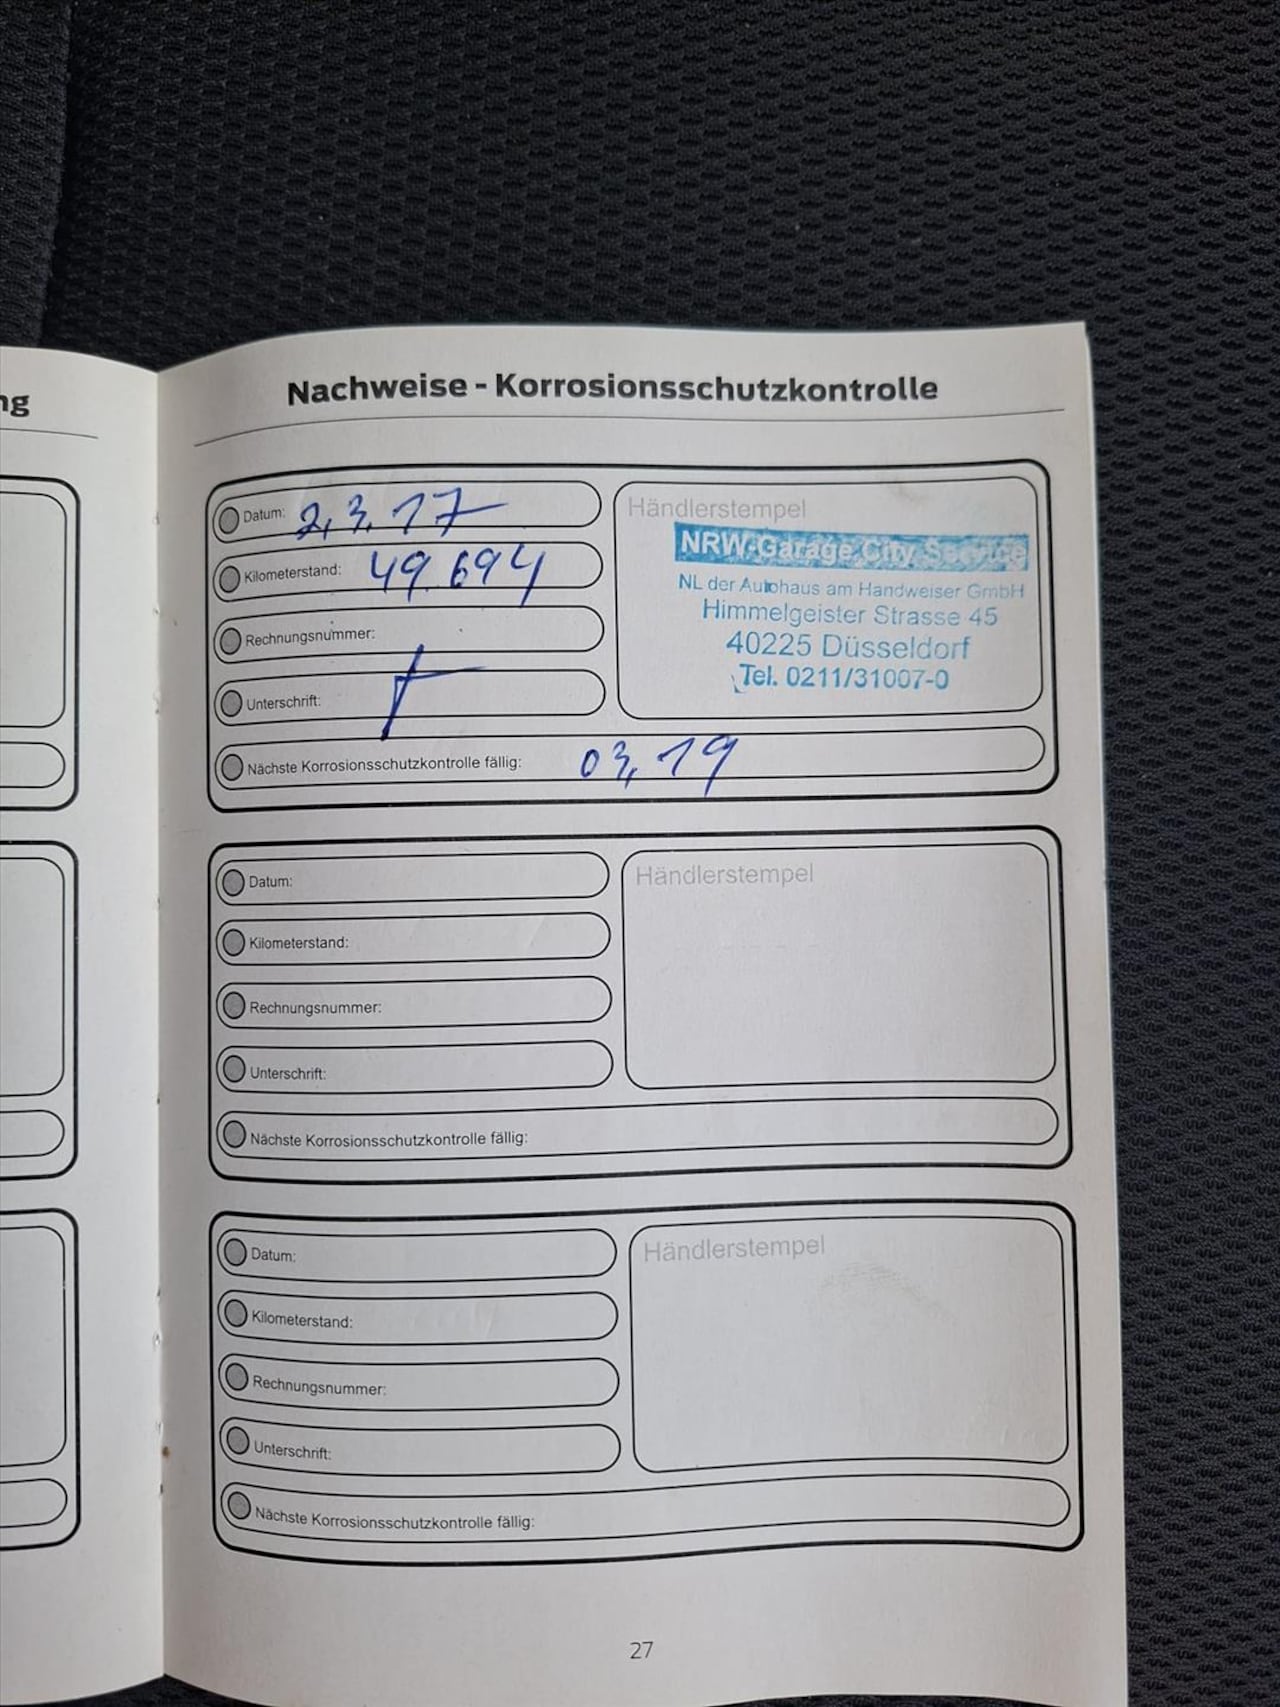 ng
Nachweise - Korrosionsschutzkontrolle
Datum: 2,3,17
Kilometerstand: 49.694
Rechnungsnummer:
Unterschrift:
Händlerstempel
NRW-Garage City Service
NL der Autohaus am Handweiser GmbH
Himmelgeister Strasse 45
40225 Düsseldorf
Tel. 0211/31007-0
Nächste Korrosionsschutzkontrolle fällig: 03,19
Datum:
Kilometerstand:
Rechnungsnummer:
Unterschrift:
Händlerstempel
Nächste Korrosionsschutzkontrolle fällig:
Datum:
Kilometerstand:
Rechnungsnummer:
Unterschrift:
Händlerstempel
Nächste Korrosionsschutzkontrolle fällig:
27